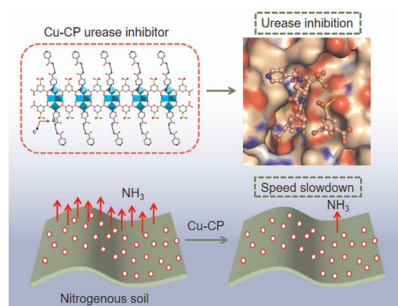 Cu-CP urease inhibitor
Urease inhibition
Speed slowdown
NH₃
NH₃
Cu-CP
Nitrogenous soil